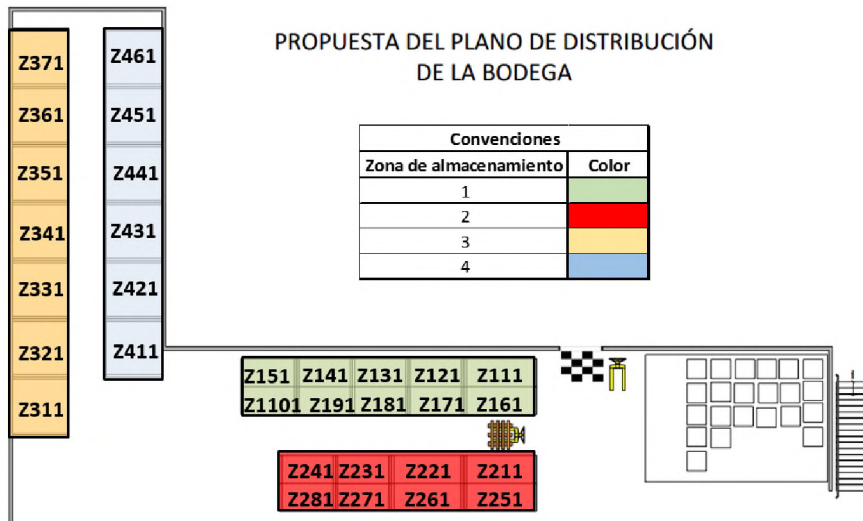 PROPUESTA DEL PLANO DE DISTRIBUCIÓN
DE LA BODEGA
Convenciones
Zona de almacenamiento Color
1
2
3
4
Z371
Z361
Z351
Z341
Z331
Z321
Z311
Z461
Z451
Z441
Z431
Z421
Z411
Z151 Z141 Z131 Z121 Z111
Z1101 Z191 Z181 Z171 Z161
Z241 Z231 Z221 Z211
Z281 Z271 Z261 Z251